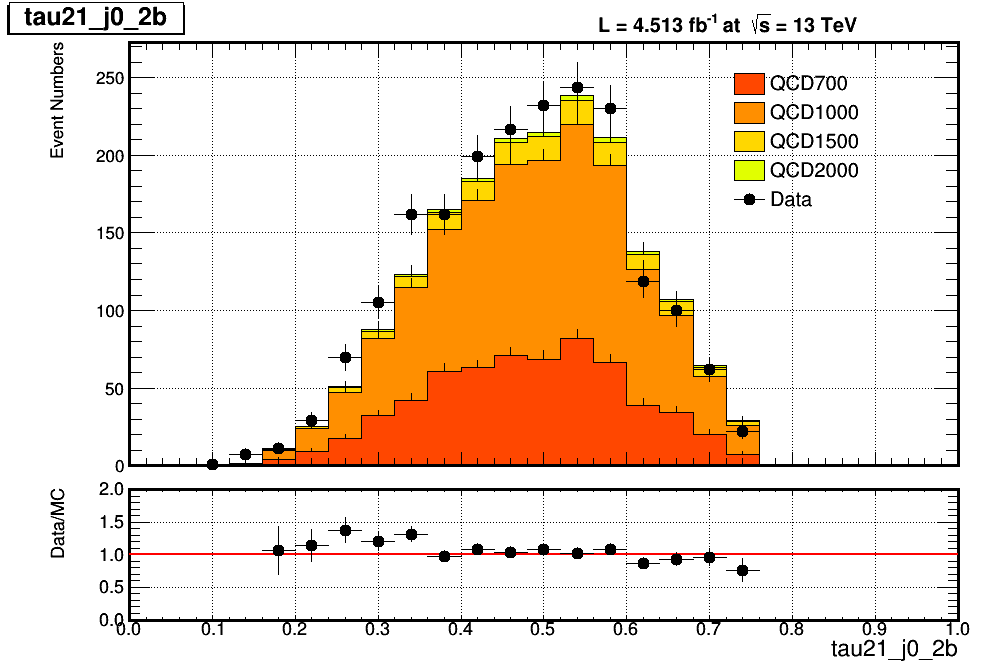 tau21_j0_2b
L = 4.513 fb⁻¹ at √s = 13 TeV
Event Numbers
250
200
150
100
50
0
QCD700
QCD1000
QCD1500
QCD2000
Data
Data/MC
2.0
1.5
1.0
0.5
0.0
0.0 0.1 0.2 0.3 0.4 0.5 0.6 0.7 0.8 0.9 1.0
tau21_j0_2b